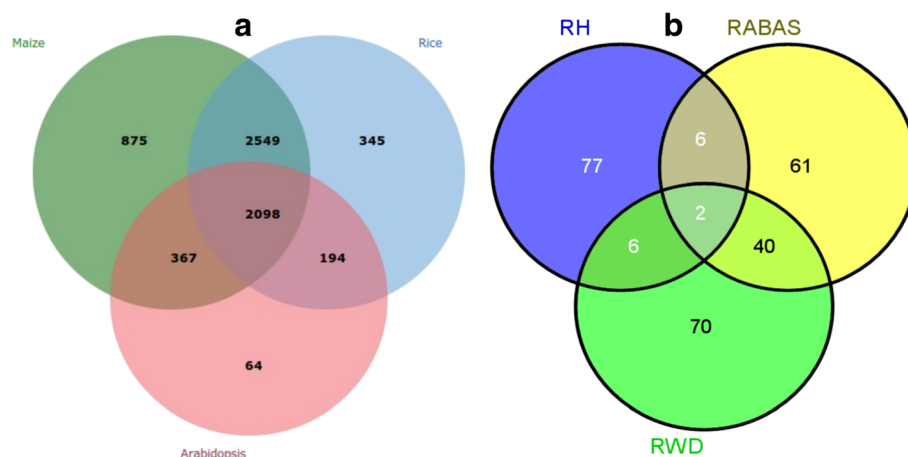 a
Maize
Rice
875
2549
345
2098
367
194
64
Arabidopsis
b
RH
RABAS
6
77
61
2
6
40
70
RWD